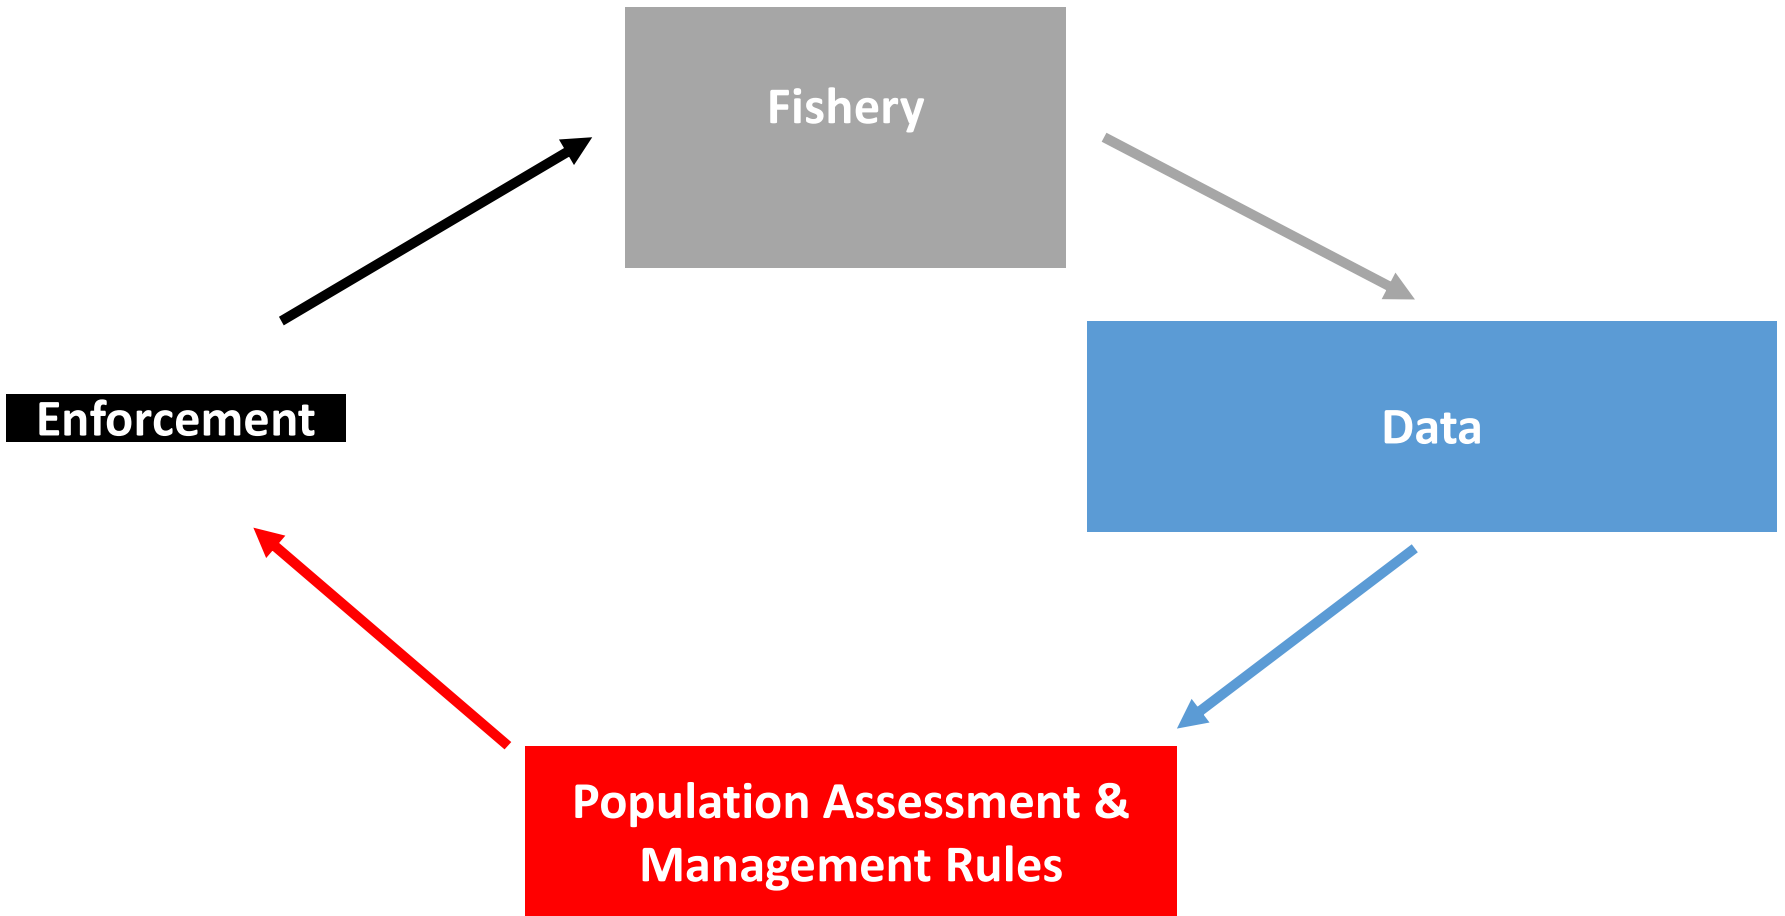 Fishery
Enforcement
Data
Population Assessment &
Management Rules